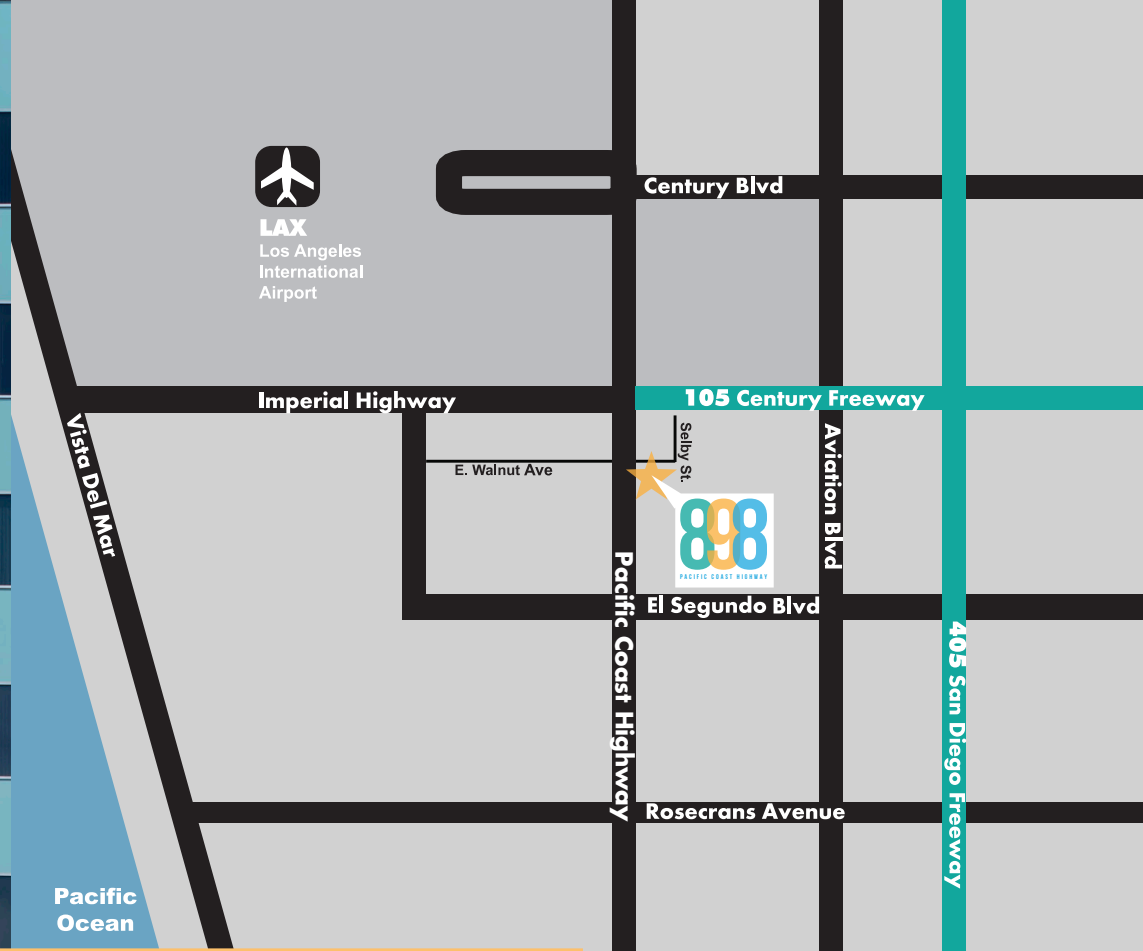 Century Blvd
LAX
Los Angeles
International
Airport
Imperial Highway
105 Century Freeway
Vista Del Mar
E. Walnut Ave
Selby St.
Aviation Blvd
898
PACIFIC COAST HIGHWAY
Pacific Coast Highway
El Segundo Blvd
405 San Diego Freeway
Rosecrans Avenue
Pacific
Ocean